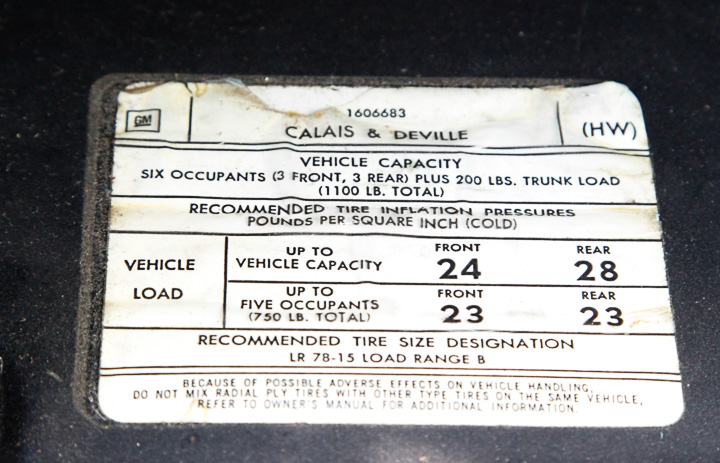 1606683
GM
CALAIS & DEVILLE
(HW)
VEHICLE CAPACITY
SIX OCCUPANTS (3 FRONT, 3 REAR) PLUS 200 LBS. TRUNK LOAD
(1100 LB. TOTAL)
RECOMMENDED TIRE INFLATION PRESSURES
POUNDS PER SQUARE INCH (COLD)
VEHICLE
LOAD
UP TO
VEHICLE CAPACITY
FRONT
24
REAR
28
UP TO
FIVE OCCUPANTS
(750 LB. TOTAL)
FRONT
23
REAR
23
RECOMMENDED TIRE SIZE DESIGNATION
LR 78-15 LOAD RANGE B
BECAUSE OF POSSIBLE ADVERSE EFFECTS ON VEHICLE HANDLING,
DO NOT MIX RADIAL PLY TIRES WITH OTHER TYPE TIRES ON THE SAME VEHICLE,
REFER TO OWNER'S MANUAL FOR ADDITIONAL INFORMATION.